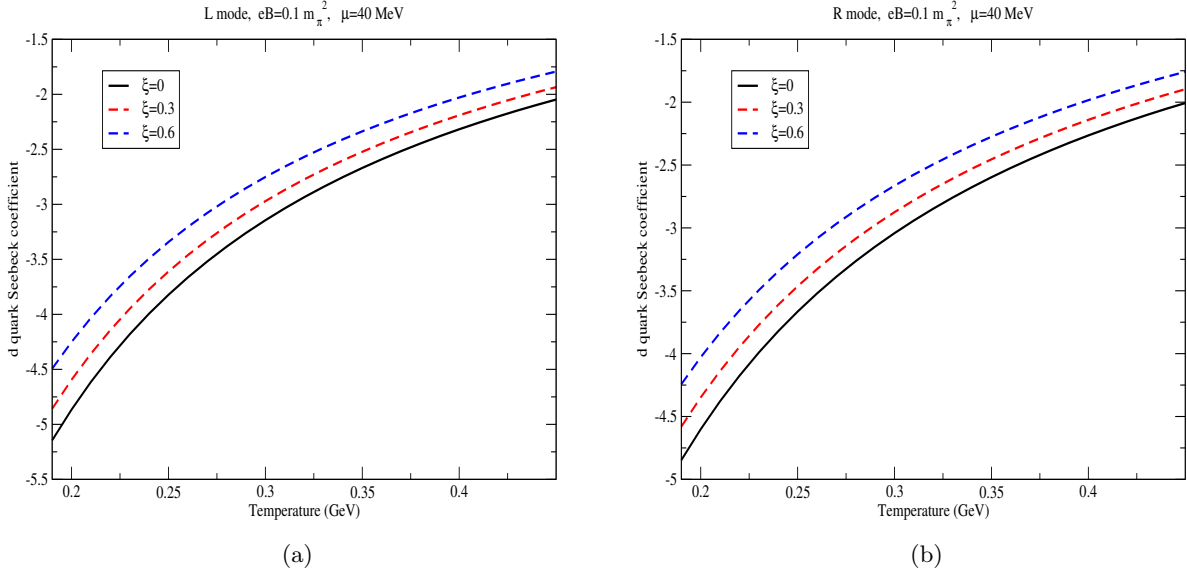 L mode, eB=0.1 m_π^2, μ=40 MeV
-1.5
-2
-2.5
-3
-3.5
-4
-4.5
-5
-5.5
d quark Seebeck coefficient
ξ=0
ξ=0.3
ξ=0.6
0.2 0.25 0.3 0.35 0.4
Temperature (GeV)
(a)
R mode, eB=0.1 m_π^2, μ=40 MeV
-1.5
-2
-2.5
-3
-3.5
-4
-4.5
-5
d quark Seebeck coefficient
ξ=0
ξ=0.3
ξ=0.6
0.2 0.25 0.3 0.35 0.4
Temperature (GeV)
(b)